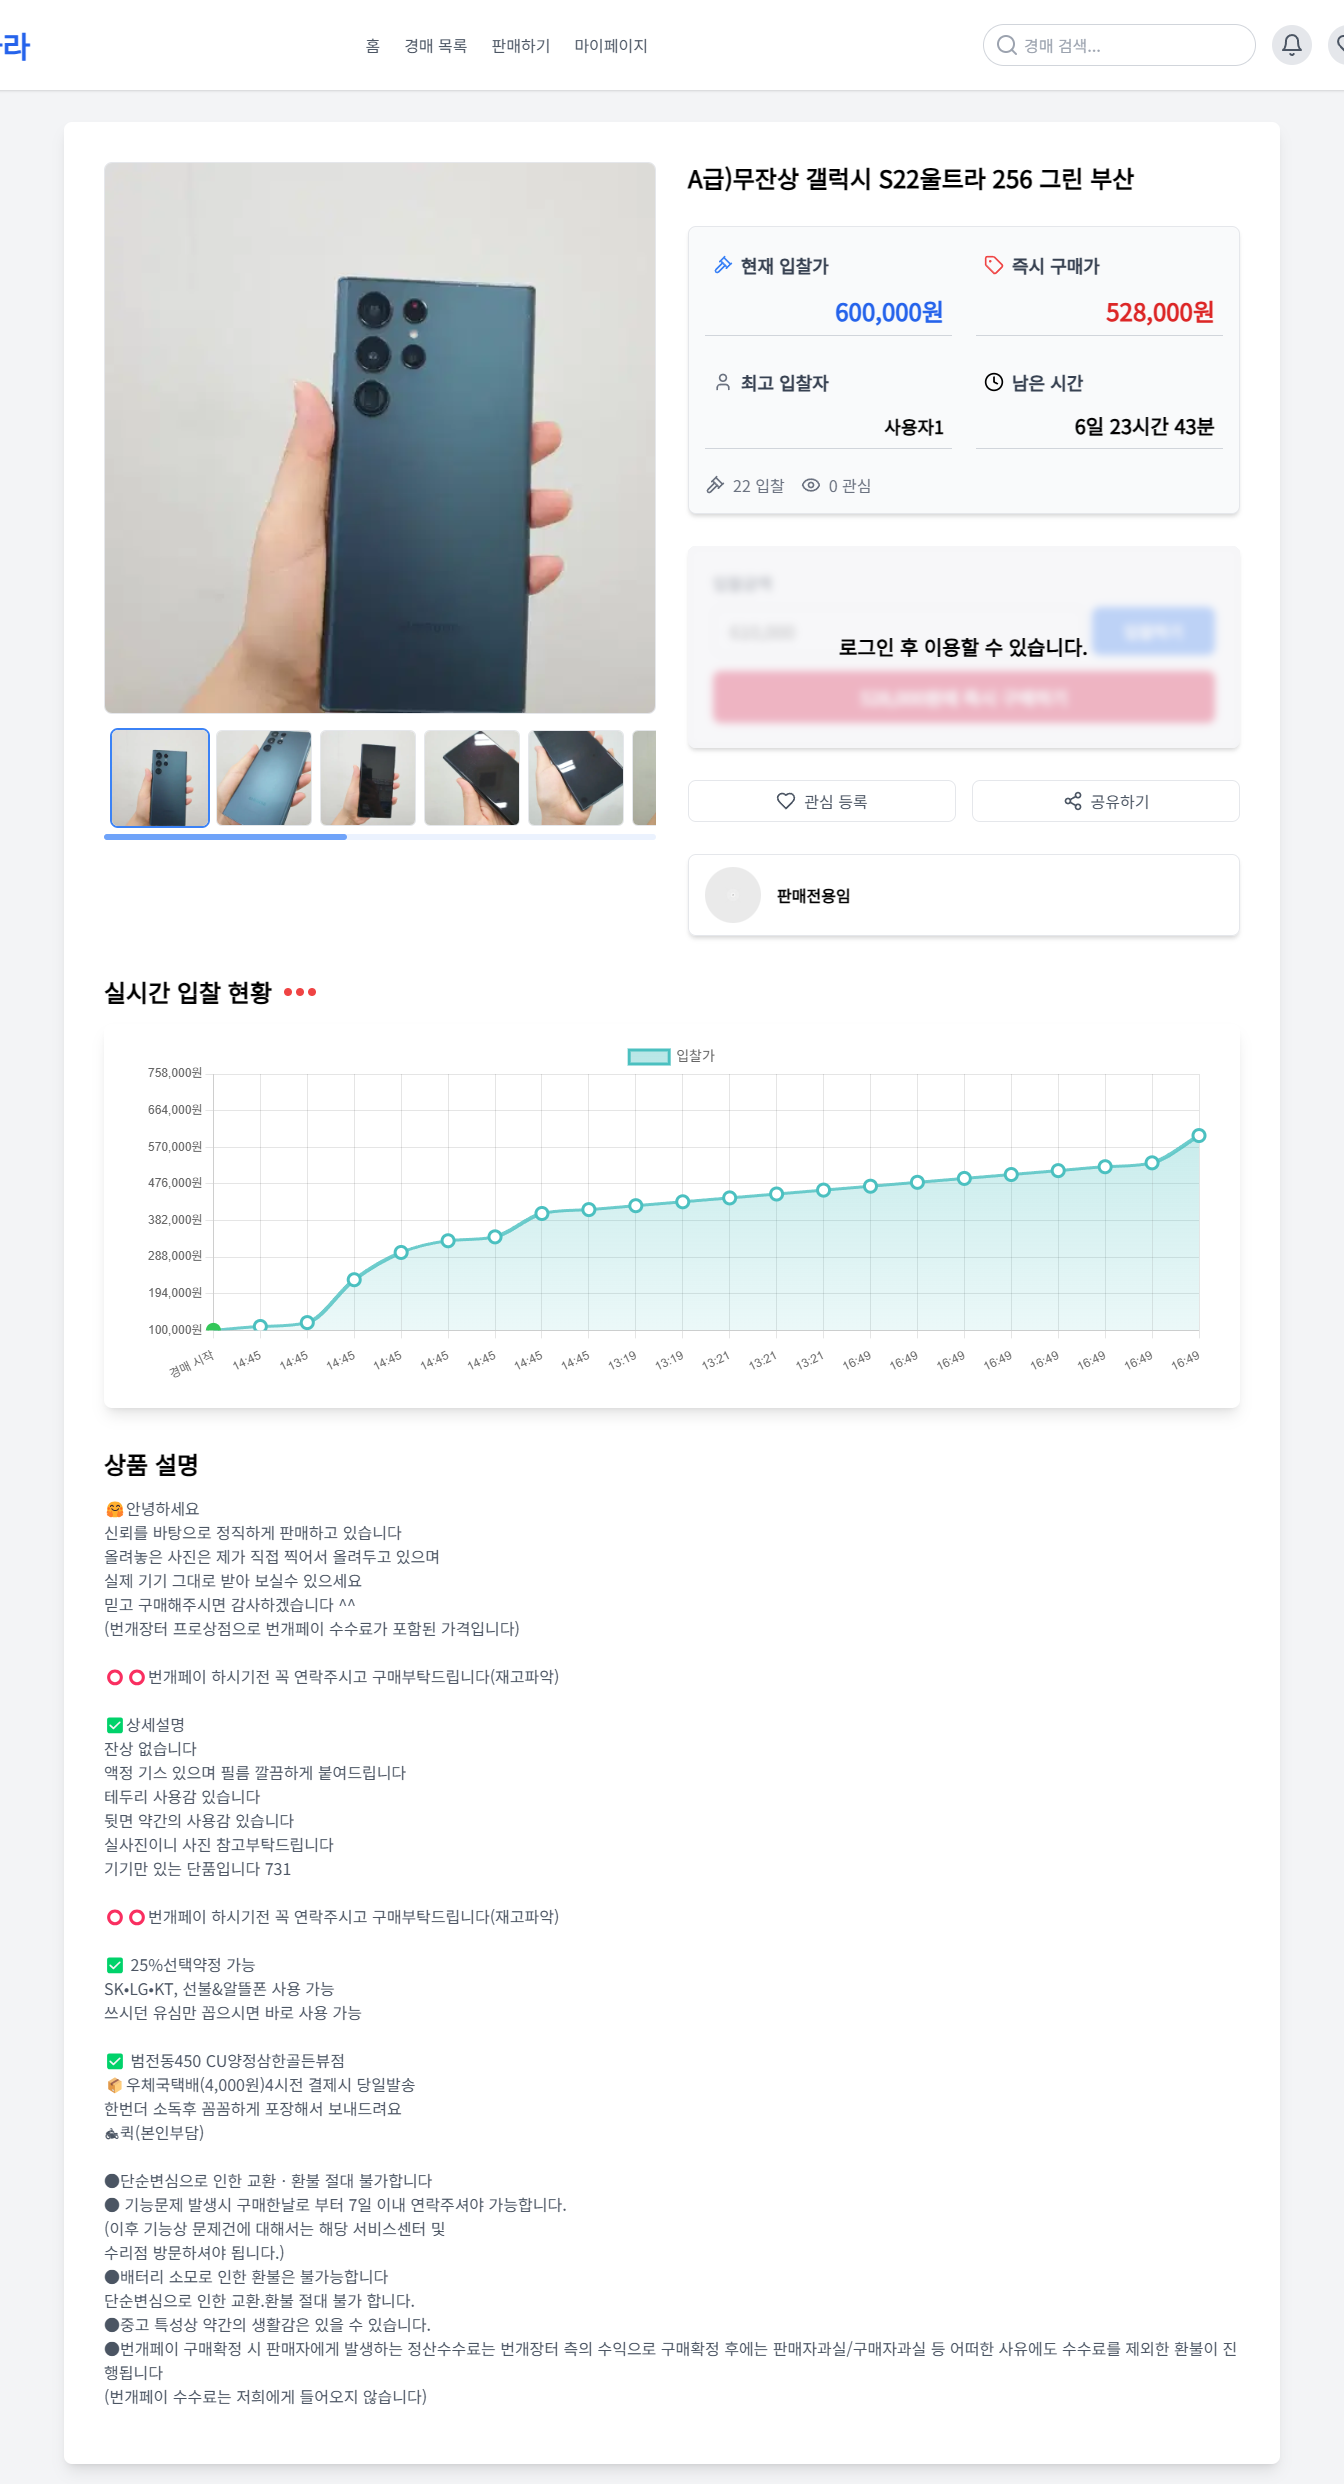 라
홈
경매 목록
판매하기
마이페이지
경매 검색...
A급)무잔상 갤럭시 S22울트라 256 그린 부산
현재 입찰가
600,000원
즉시 구매가
528,000원
최고 입찰자
사용자1
남은 시간
6일 23시간 43분
22 입찰
0 관심
로그인 후 이용할 수 있습니다.
관심 등록
공유하기
판매전용임
실시간 입찰 현황
입찰가
758,000원
664,000원
570,000원
476,000원
382,000원
288,000원
194,000원
100,000원
경매 시작
14:45
14:45
14:45
14:45
14:45
14:45
14:45
14:45
13:19
13:19
13:21
13:21
13:21
16:49
16:49
16:49
16:49
16:49
16:49
16:49
16:49
상품 설명
🤗안녕하세요
신뢰를 바탕으로 정직하게 판매하고 있습니다
올려놓은 사진은 제가 직접 찍어서 올려두고 있으며
실제 기기 그대로 받아 보실수 있으세요
믿고 구매해주시면 감사하겠습니다 ^^
(번개장터 프로상점으로 번개페이 수수료가 포함된 가격입니다)
⭕⭕번개페이 하시기전 꼭 연락주시고 구매부탁드립니다(재고파악)
✅상세설명
잔상 없습니다
액정 기스 있으며 필름 깔끔하게 붙여드립니다
테두리 사용감 있습니다
뒷면 약간의 사용감 있습니다
실사진이니 사진 참고부탁드립니다
기기만 있는 단품입니다 731
⭕⭕번개페이 하시기전 꼭 연락주시고 구매부탁드립니다(재고파악)
✅ 25%선택약정 가능
SK•LG•KT, 선불&알뜰폰 사용 가능
쓰시던 유심만 꼽으시면 바로 사용 가능
✅ 범전동450 CU양정삼한골든뷰점
📦우체국택배(4,000원)4시전 결제시 당일발송
한번더 소독후 꼼꼼하게 포장해서 보내드려요
🏍퀵(본인부담)
●단순변심으로 인한 교환 · 환불 절대 불가합니다
● 기능문제 발생시 구매한날로 부터 7일 이내 연락주셔야 가능합니다.
(이후 기능상 문제건에 대해서는 해당 서비스센터 및
수리점 방문하셔야 됩니다.)
●배터리 소모로 인한 환불은 불가능합니다
단순변심으로 인한 교환.환불 절대 불가 합니다.
●중고 특성상 약간의 생활감은 있을 수 있습니다.
●번개페이 구매확정 시 판매자에게 발생하는 정산수수료는 번개장터 측의 수익으로 구매확정 후에는 판매자과실/구매자과실 등 어떠한 사유에도 수수료를 제외한 환불이 진
행됩니다
(번개페이 수수료는 저희에게 들어오지 않습니다)